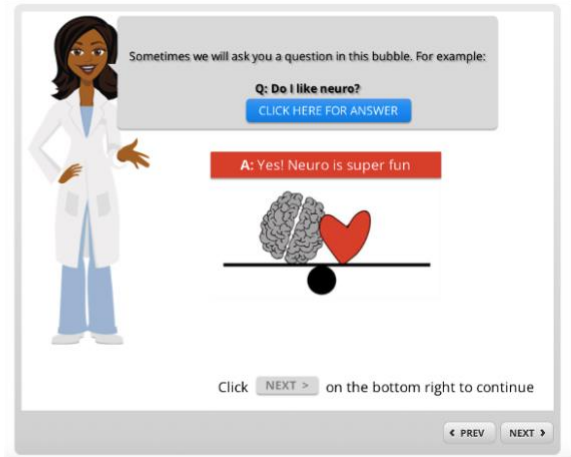 Sometimes we will ask you a question in this bubble. For example:
Q: Do I like neuro?
CLICK HERE FOR ANSWER
A: Yes! Neuro is super fun
Click NEXT > on the bottom right to continue
‹ PREV NEXT ›